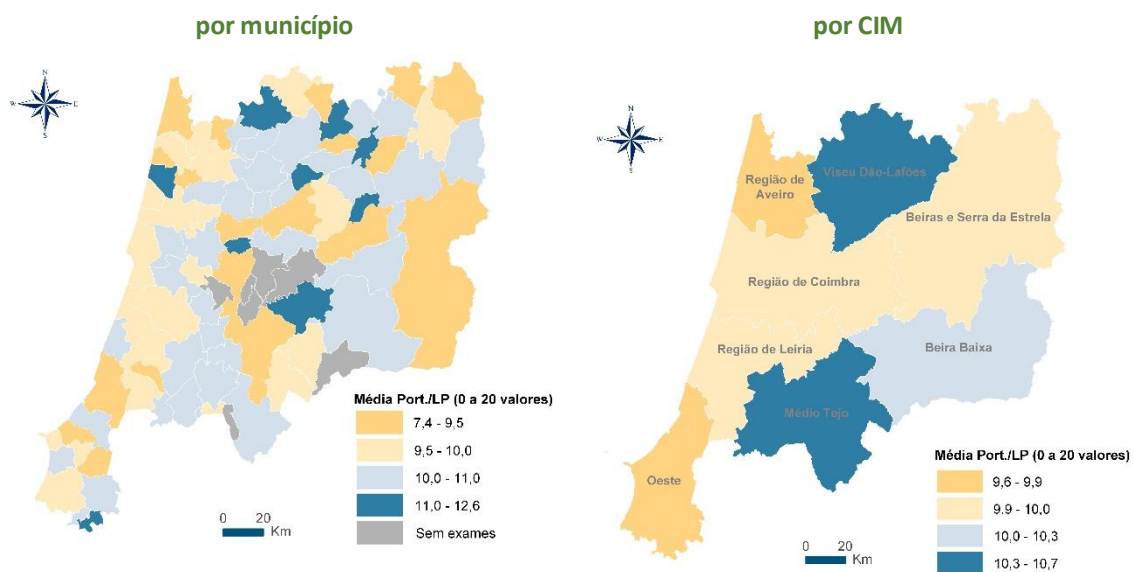 por município
por CIM
N
W E
S
N
W E
S
Média Port./LP (0 a 20 valores)
7,4 - 9,5
9,5 - 10,0
10,0 - 11,0
11,0 - 12,6
Sem exames
0 20
Km
Região de
Aveiro
Viseu Dão-Lafões
Beiras e Serra da Estrela
Região de Coimbra
Região de Leiria
Beira Baixa
Médio Tejo
Oeste
Média Port./LP (0 a 20 valores)
9,6 - 9,9
9.9 - 10,0
10,0 - 10,3
10,3 - 10,7
0 20
Km